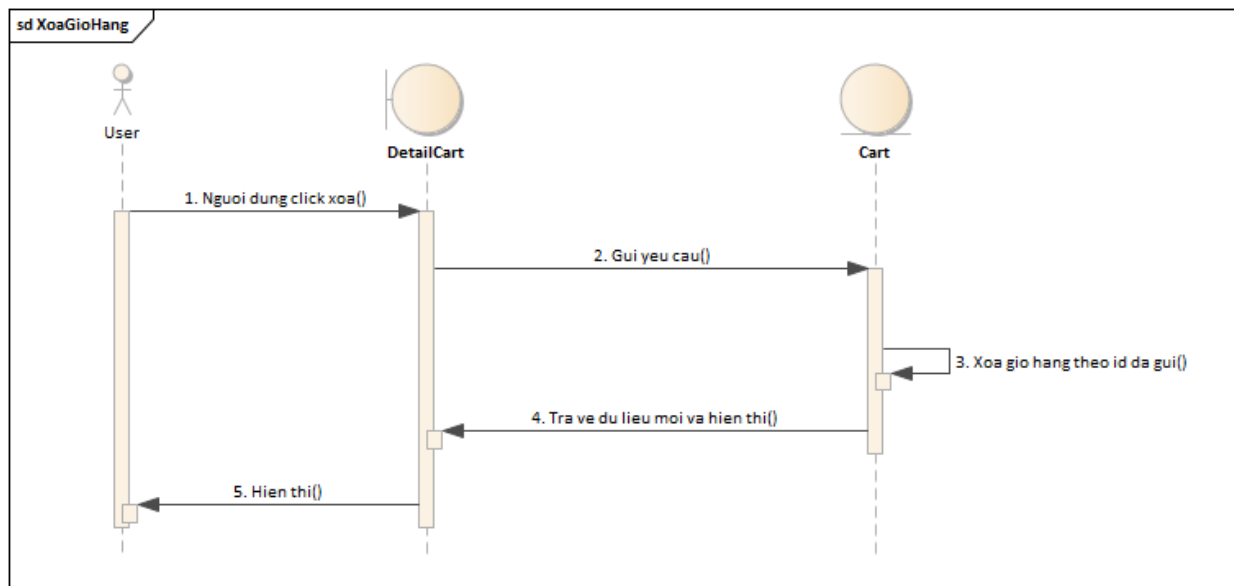 sd XoaGioHang
User
DetailCart
Cart
1. Nguoi dung click xoa()
2. Gui yeu cau()
3. Xoa gio hang theo id da gui()
4. Tra ve du lieu moi va hien thi()
5. Hien thi()